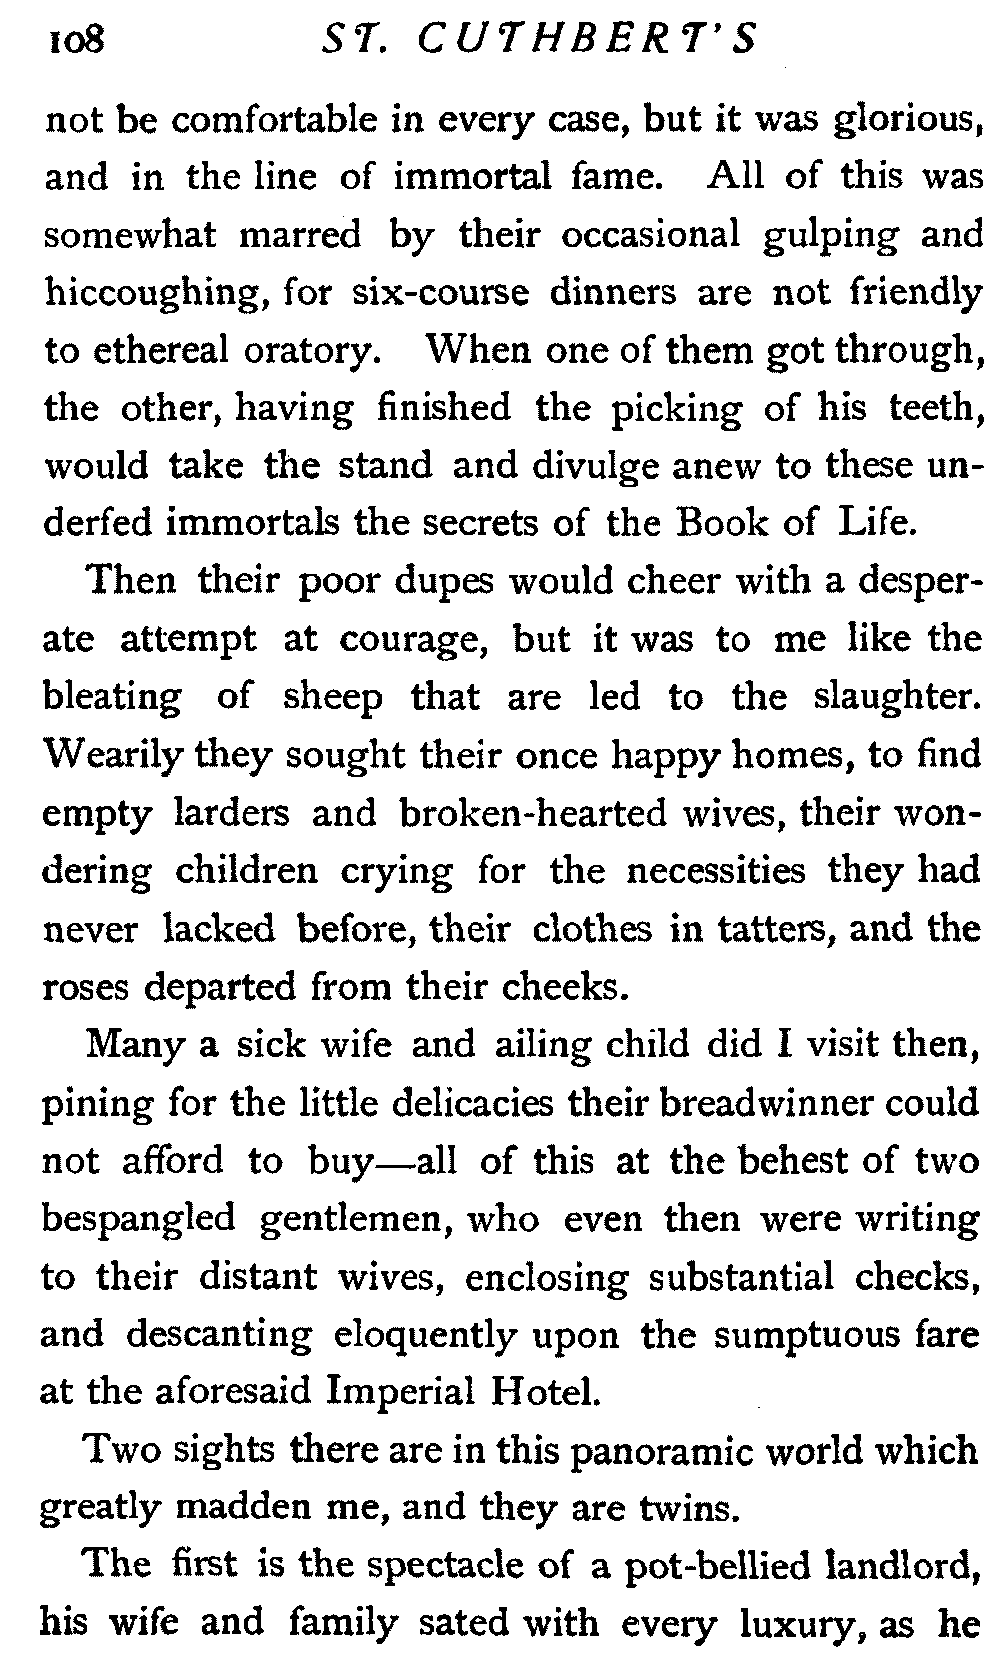 108 ST. CUTHBERT'S
not be comfortable in every case, but it was glorious,
and in the line of immortal fame. All of this was
somewhat marred by their occasional gulping and
hiccoughing, for six-course dinners are not friendly
to ethereal oratory. When one of them got through,
the other, having finished the picking of his teeth,
would take the stand and divulge anew to these un-
derfed immortals the secrets of the Book of Life.
Then their poor dupes would cheer with a desper-
ate attempt at courage, but it was to me like the
bleating of sheep that are led to the slaughter.
Wearily they sought their once happy homes, to find
empty larders and broken-hearted wives, their won-
dering children crying for the necessities they had
never lacked before, their clothes in tatters, and the
roses departed from their cheeks.
Many a sick wife and ailing child did I visit then,
pining for the little delicacies their breadwinner could
not afford to buy—all of this at the behest of two
bespangled gentlemen, who even then were writing
to their distant wives, enclosing substantial checks,
and descanting eloquently upon the sumptuous fare
at the aforesaid Imperial Hotel.
Two sights there are in this panoramic world which
greatly madden me, and they are twins.
The first is the spectacle of a pot-bellied landlord,
his wife and family sated with every luxury, as he